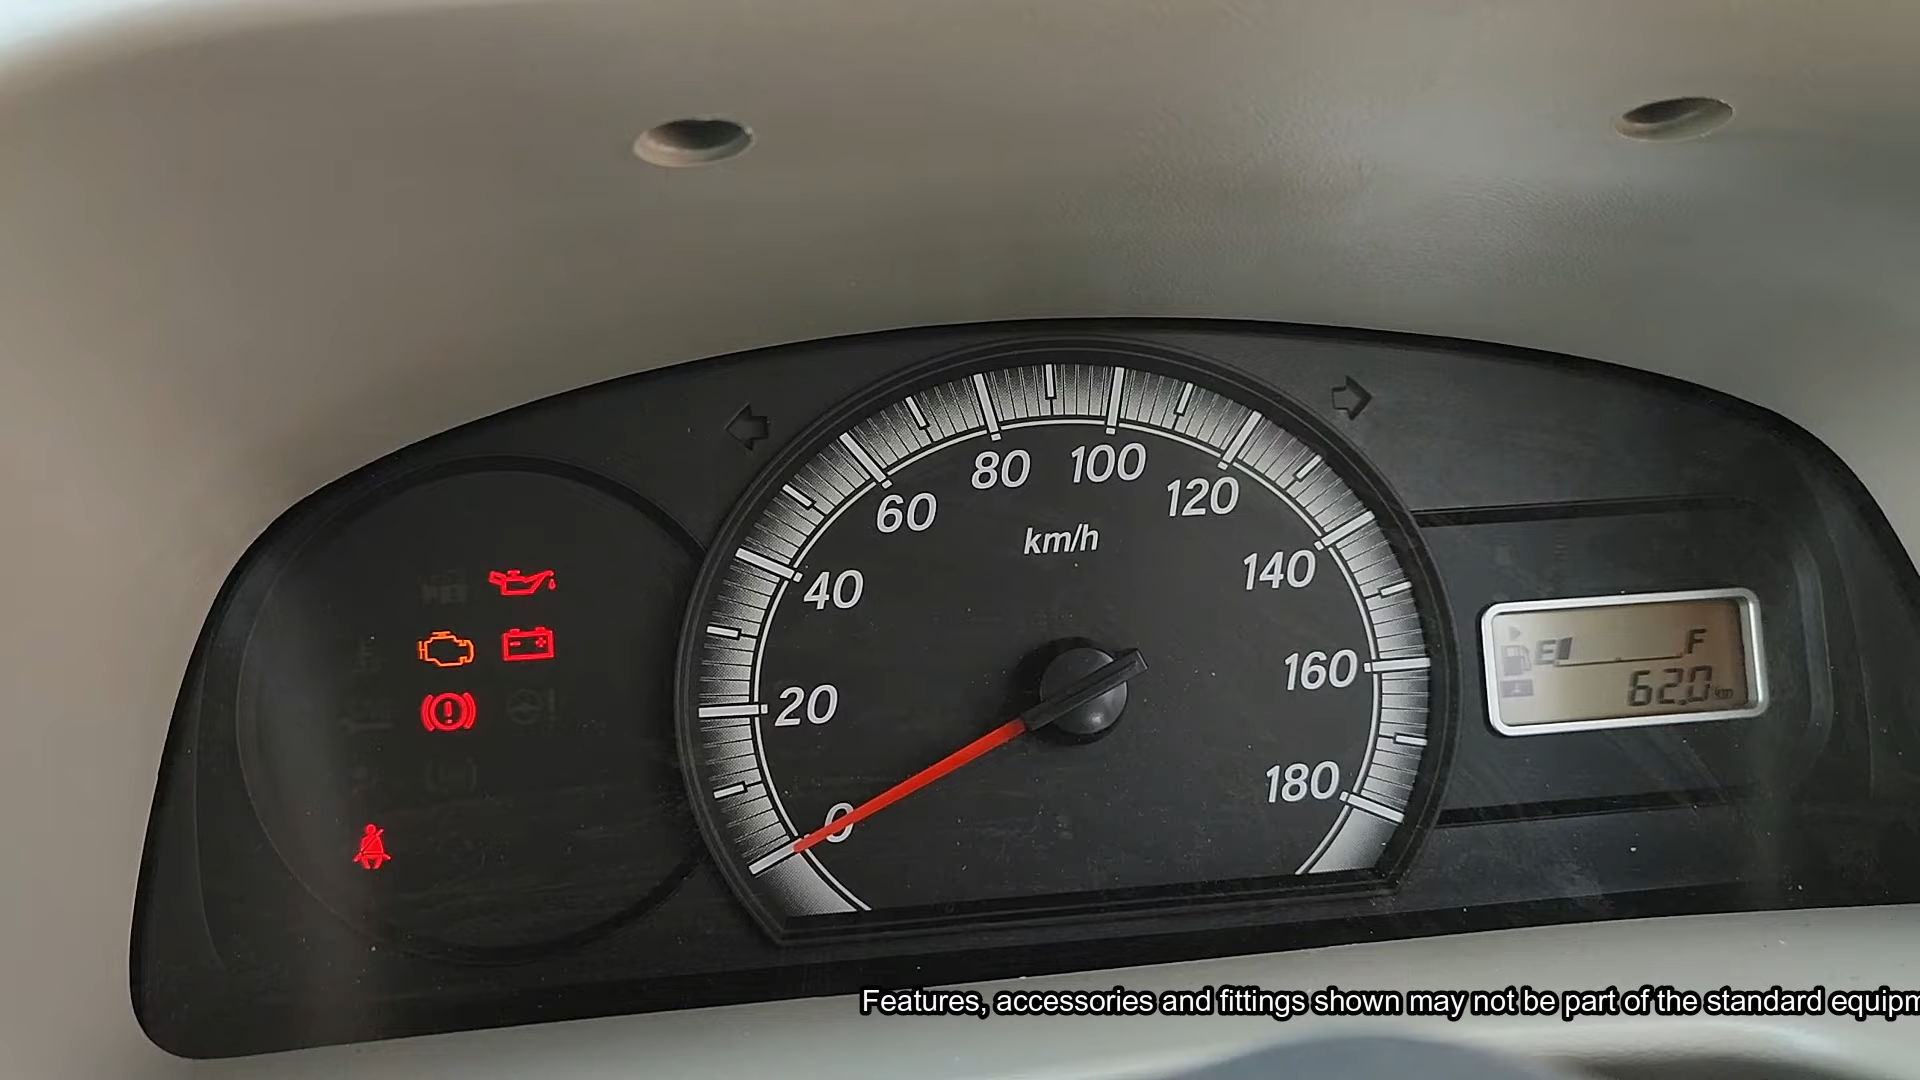 80 100
60 120
km/h
40 140
20 160
0 180
E F
62.0 km
Features, accessories and fittings shown may not be part of the standard equipm